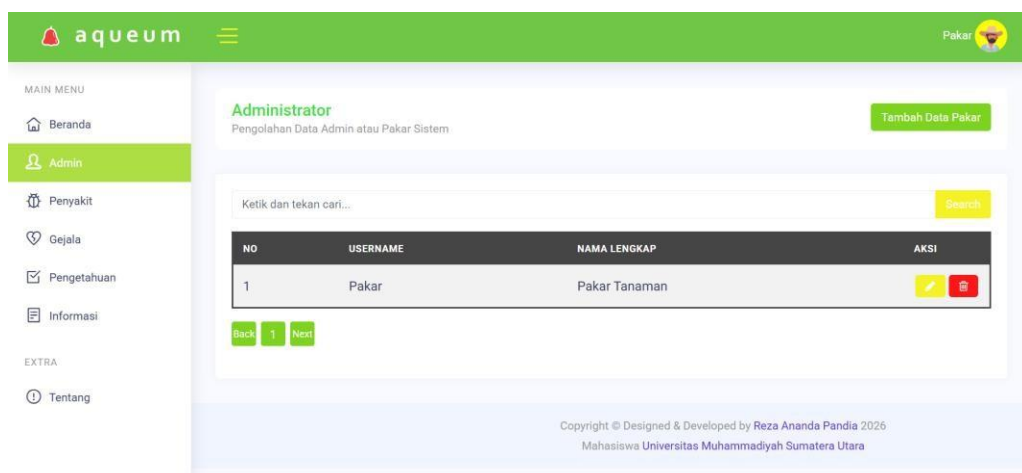 aqueum
Pakar
MAIN MENU
Beranda
Admin
Penyakit
Gejala
Pengetahuan
Informasi
EXTRA
Tentang
Administrator
Pengolahan Data Admin atau Pakar Sistem
Tambah Data Pakar
Ketik dan tekan cari...
Search
NO USERNAME NAMA LENGKAP AKSI
1 Pakar Pakar Tanaman
Back 1 Next
Copyright © Designed & Developed by Reza Ananda Pandia 2026
Mahasiswa Universitas Muhammadiyah Sumatera Utara